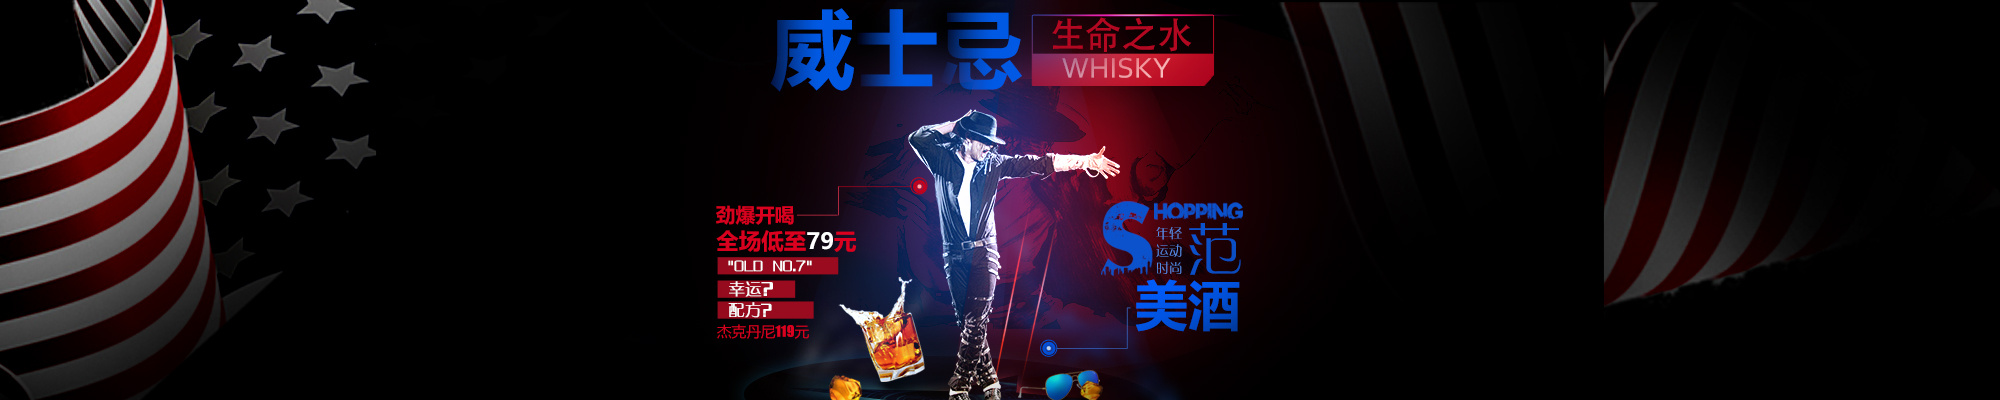 威士忌
生命之水
WHISKY
劲爆开喝
全场低至79元
"OLD NO.7"
幸运?
配方?
杰克丹尼119元
SHOPPING
年轻
运动
时尚
范
美酒